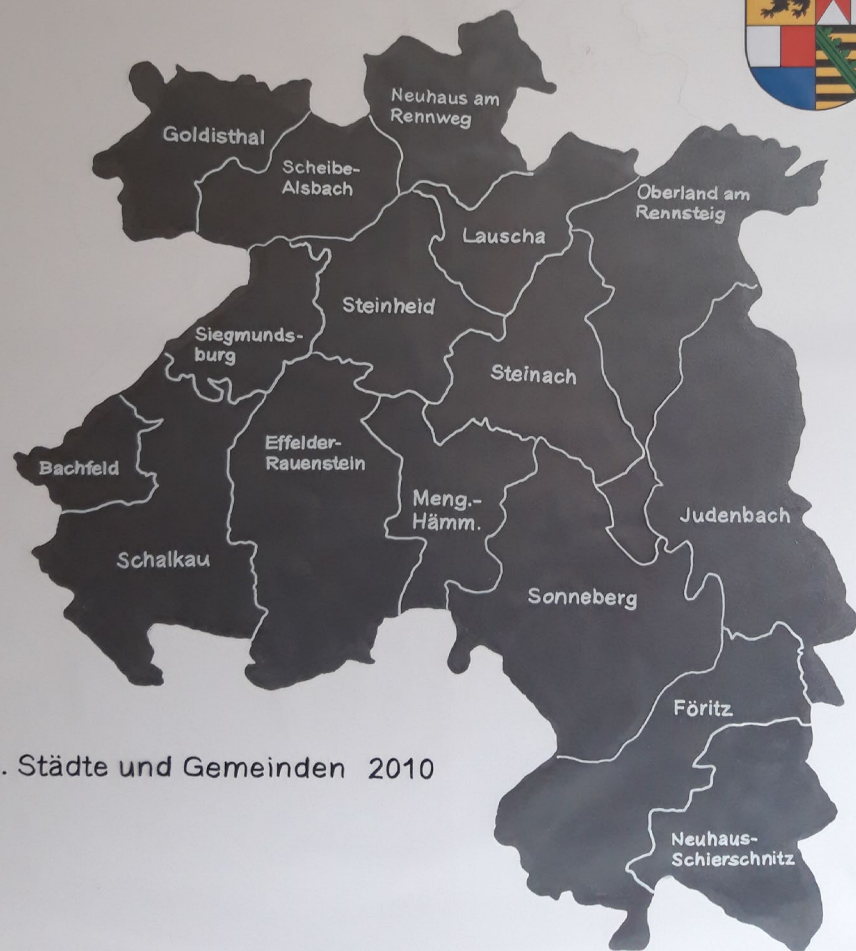 Neuhaus am
Rennweg
Goldisthal
Scheibe-
Alsbach
Oberland am
Rennsteig
Lauscha
Steinheid
Siegmunds-
burg
Steinach
Effelder-
Rauenstein
Bachfeld
Meng.-
Hämm.
Judenbach
Schalkau
Sonneberg
Föritz
. Städte und Gemeinden 2010
Neuhaus-
Schierschnitz